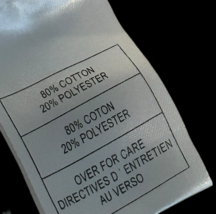 80% COTTON
20% POLYESTER
80% COTON
20% POLYESTER
OVER FOR CARE
DIRECTIVES D' ENTRETIEN
AU VERSO